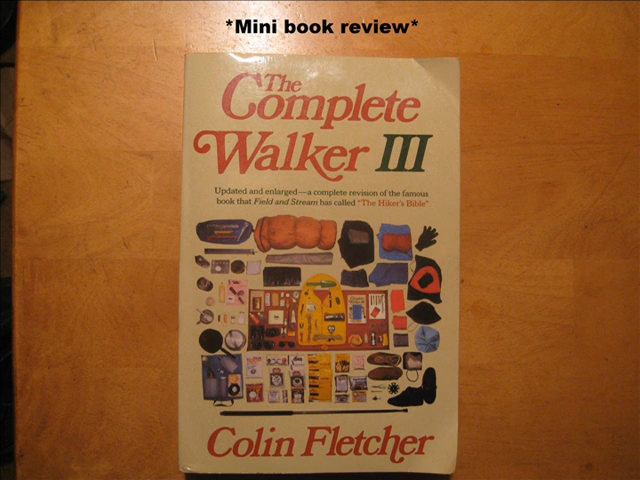 *Mini book review*
The
Complete
Walker III
Updated and enlarged—a complete revision of the famous
book that Field and Stream has called "The Hiker's Bible"
Colin Fletcher